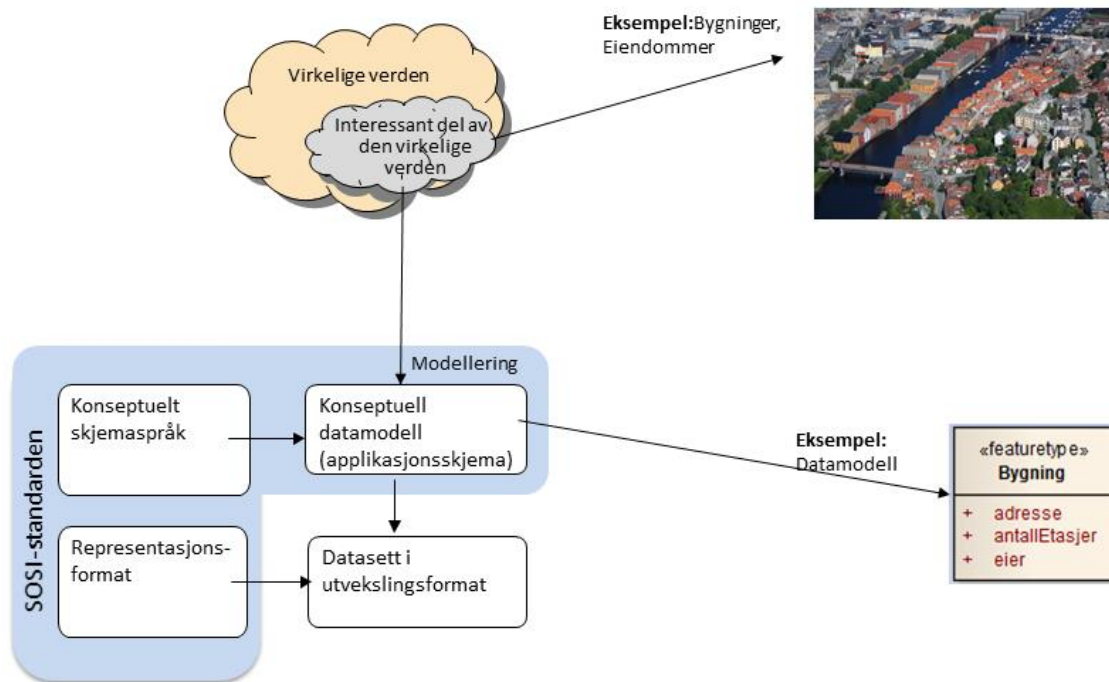 Eksempel:Bygninger,
Eiendommer
Virkelige verden
Interessant del av
den virkelige
verden
Modellering
SOSI-standarden
Konseptuelt
skjemaspråk
Konseptuell
datamodell
(applikasjonsskjema)
Eksempel:
Datamodell
«featuretype»
Bygning
+ adresse
+ antallEtasjer
+ eier
Representasjons-
format
Datasett i
utvekslingsformat